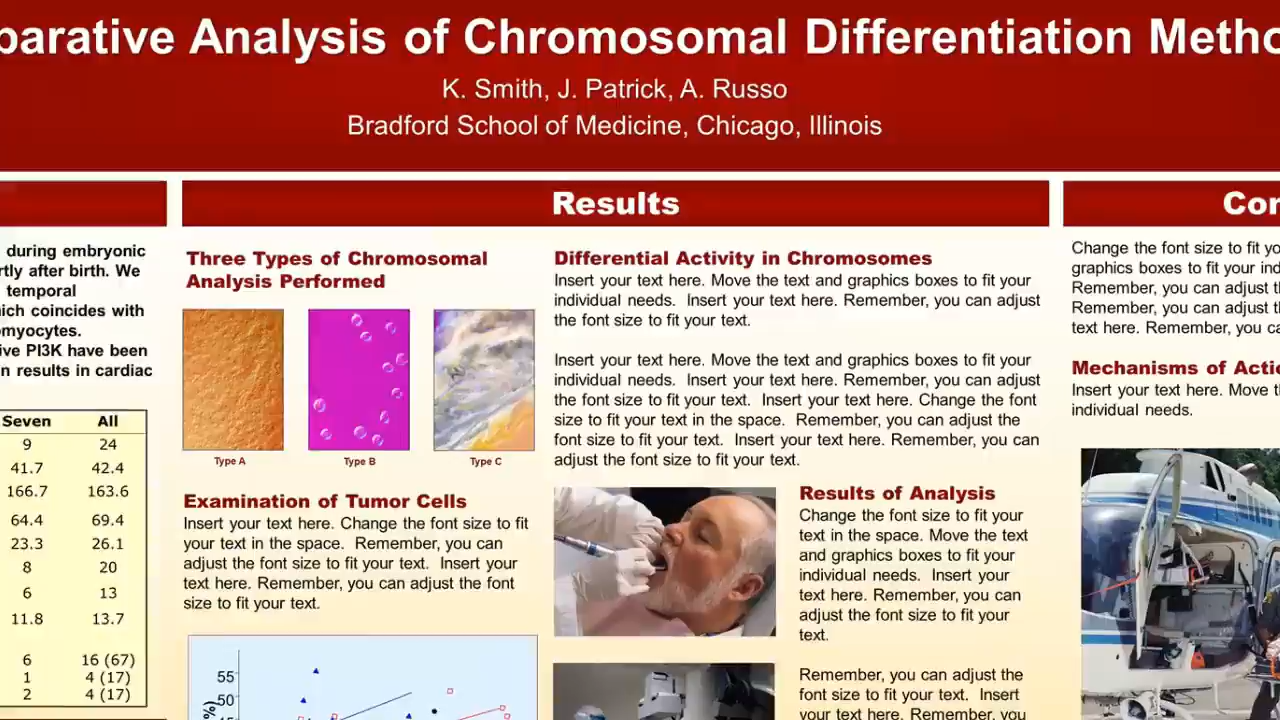 parative Analysis of Chromosomal Differentiation Metho
K. Smith, J. Patrick, A. Russo
Bradford School of Medicine, Chicago, Illinois
during embryonic
rtly after birth. We
temporal
hich coincides with
omyocytes.
ive PI3K have been
n results in cardiac
Seven All
9 24
41.7 42.4
166.7 163.6
64.4 69.4
23.3 26.1
8 20
6 13
11.8 13.7
6 16 (67)
1 4 (17)
2 4 (17)
Results
Three Types of Chromosomal
Analysis Performed
Type A Type B Type C
Examination of Tumor Cells
Insert your text here. Change the font size to fit
your text in the space. Remember, you can
adjust the font size to fit your text. Insert your
text here. Remember, you can adjust the font
size to fit your text.
55
50
45
%)
Differential Activity in Chromosomes
Insert your text here. Move the text and graphics boxes to fit your
individual needs. Insert your text here. Remember, you can adjust
the font size to fit your text.
Insert your text here. Move the text and graphics boxes to fit your
individual needs. Insert your text here. Remember, you can adjust
the font size to fit your text. Insert your text here. Change the font
size to fit your text in the space. Remember, you can adjust the
font size to fit your text. Insert your text here. Remember, you can
adjust the font size to fit your text.
Results of Analysis
Change the font size to fit your
text in the space. Move the text
and graphics boxes to fit your
individual needs. Insert your
text here. Remember, you can
adjust the font size to fit your
text.
Remember, you can adjust the
font size to fit your text. Insert
your text here. Remember, you
Con
Change the font size to fit yo
graphics boxes to fit your ind
Remember, you can adjust th
Remember, you can adjust th
text here. Remember, you ca
Mechanisms of Actio
Insert your text here. Move th
individual needs.